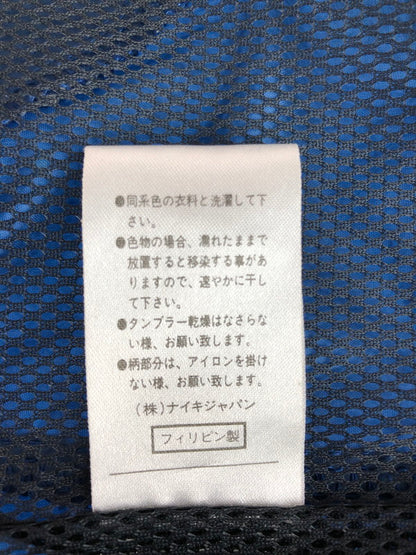 ●同系色の衣料と洗濯して下
さい。
●色物の場合、濡れたままで
放置すると移染する事があ
りますので、速やかに干し
て下さい。
●タンブラー乾燥はなさらな
い様、お願い致します。
●柄部分は、アイロンを掛け
ない様、お願い致します。
(株)ナイキジャパン
フィリピン製